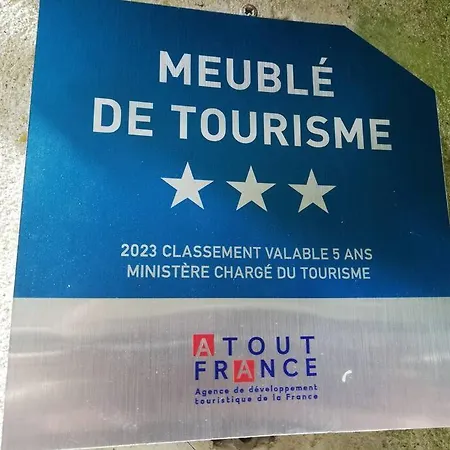 MEUBLÉ
DE TOURISME
2023 CLASSEMENT VALABLE 5 ANS
MINISTÈRE CHARGÉ DU TOURISME
ATOUT
FRANCE
Agence de développement
touristique de la France